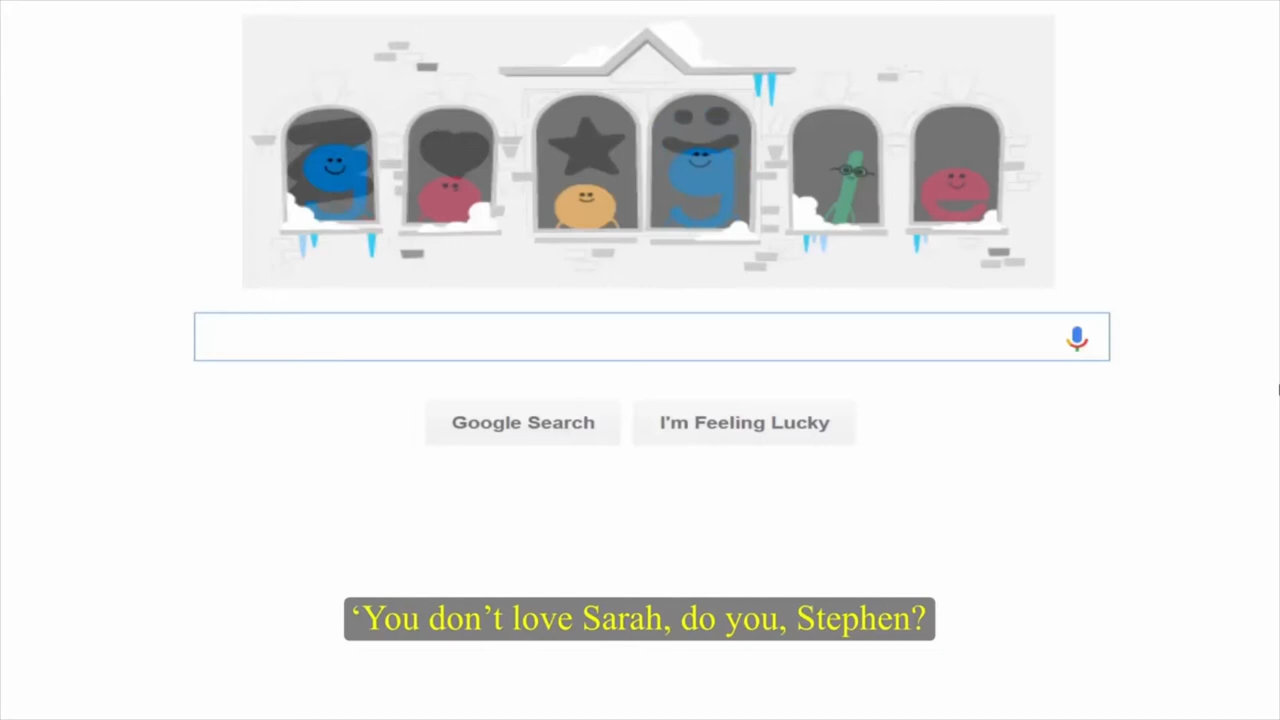 Google Search
I'm Feeling Lucky
‘You don’t love Sarah, do you, Stephen?